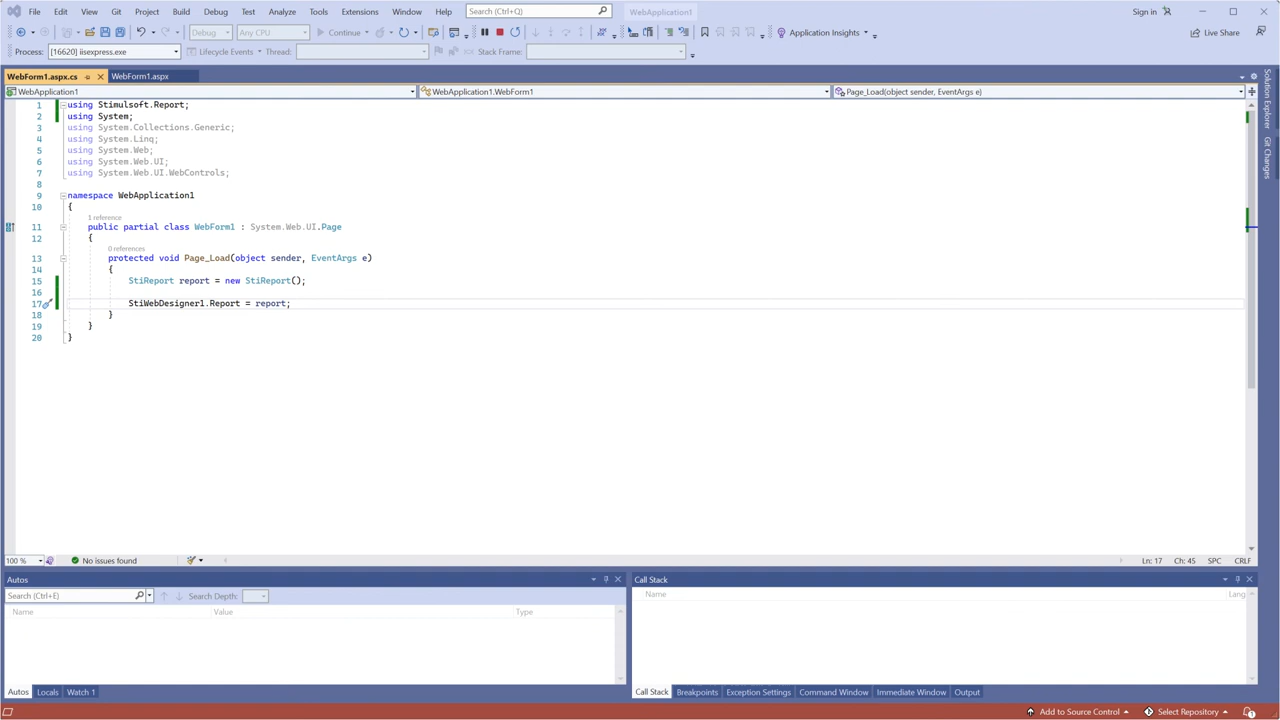 File Edit View Git Project Build Debug Test Analyze Tools Extensions Window Help Search (Ctrl+Q) WebApplication1 Sign in
Debug Any CPU Continue Application Insights Live Share
Process: [16620] iisexpress.exe Lifecycle Events Thread: Stack Frame:
WebForm1.aspx.cs WebForm1.aspx
WebApplication1 WebApplication1.WebForm1 Page_Load(object sender, EventArgs e)
1 using Stimulsoft.Report;
2 using System;
3 using System.Collections.Generic;
4 using System.Linq;
5 using System.Web;
6 using System.Web.UI;
7 using System.Web.UI.WebControls;
8
9 namespace WebApplication1
10 {
1 reference
11 public partial class WebForm1 : System.Web.UI.Page
12 {
0 references
13 protected void Page_Load(object sender, EventArgs e)
14 {
15 StiReport report = new StiReport();
16
17 StiWebDesigner1.Report = report;
18 }
19 }
20 }
100 % No issues found Ln: 17 Ch: 45 SPC CRLF
Autos Call Stack
Search (Ctrl+E) Search Depth: Name Lang
Name Value Type
Autos Locals Watch 1 Call Stack Breakpoints Exception Settings Command Window Immediate Window Output
Add to Source Control Select Repository 1
Solution Explorer
Git Changes